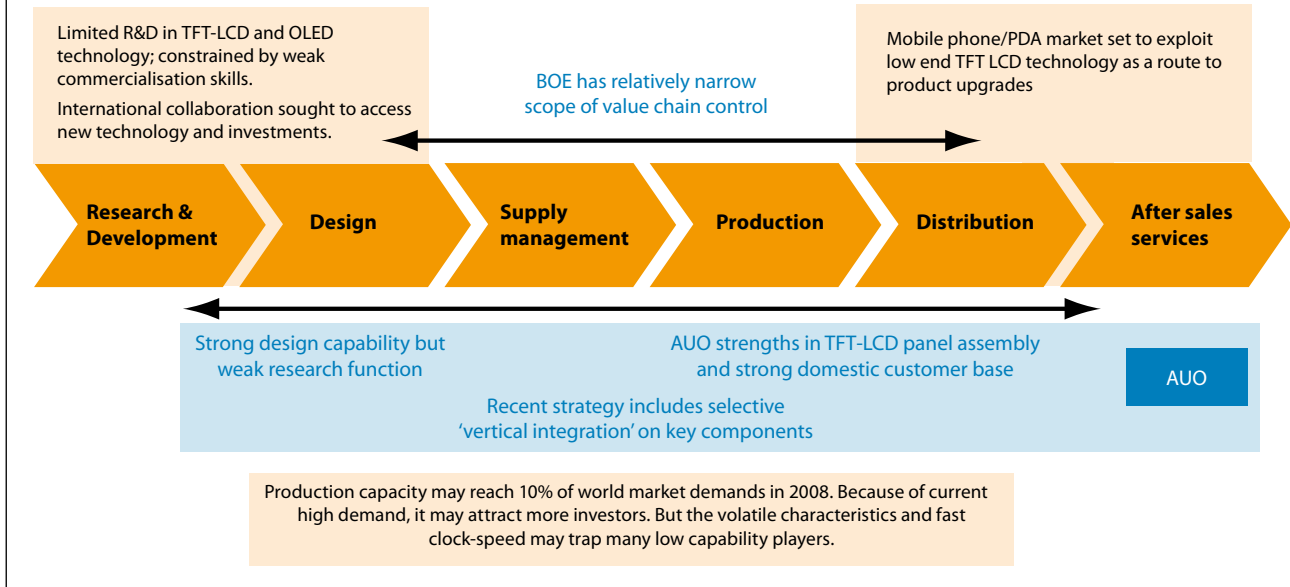 Limited R&D in TFT-LCD and OLED
technology; constrained by weak
commercialisation skills.
International collaboration sought to access
new technology and investments.
BOE has relatively narrow
scope of value chain control
Mobile phone/PDA market set to exploit
low end TFT LCD technology as a route to
product upgrades
Research &
Development
Design
Supply
management
Production
Distribution
After sales
services
Strong design capability but
weak research function
AUO strengths in TFT-LCD panel assembly
and strong domestic customer base
AUO
Recent strategy includes selective
‘vertical integration’ on key components
Production capacity may reach 10% of world market demands in 2008. Because of current
high demand, it may attract more investors. But the volatile characteristics and fast
clock-speed may trap many low capability players.